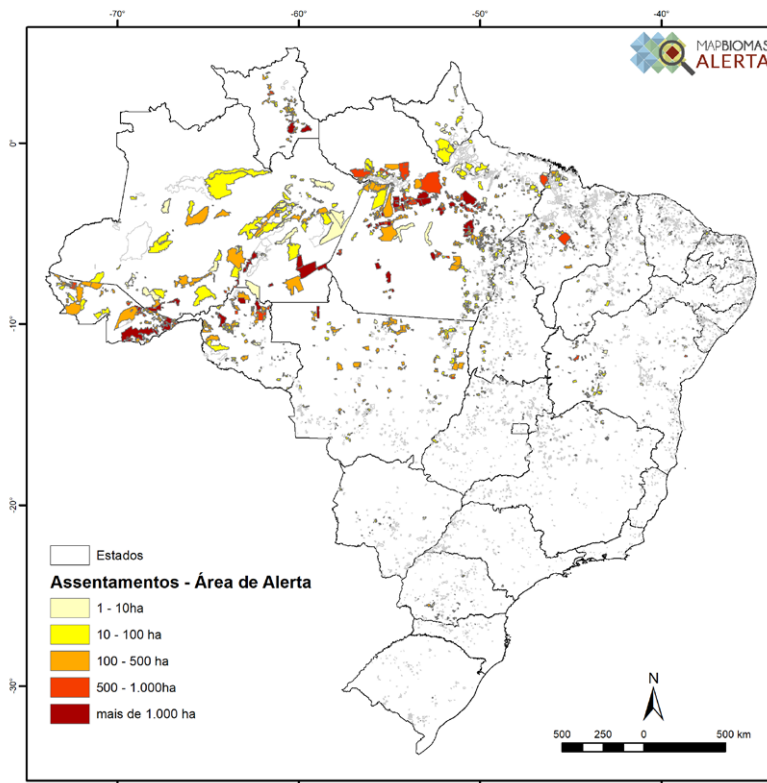 -70° -60° -50° -40°
MAPBIOMAS
ALERTA
0°
-10°
-20°
-30°
Estados
Assentamentos - Área de Alerta
1 - 10ha
10 - 100 ha
100 - 500 ha
500 - 1.000ha
mais de 1.000 ha
N
500 250 0 500 km